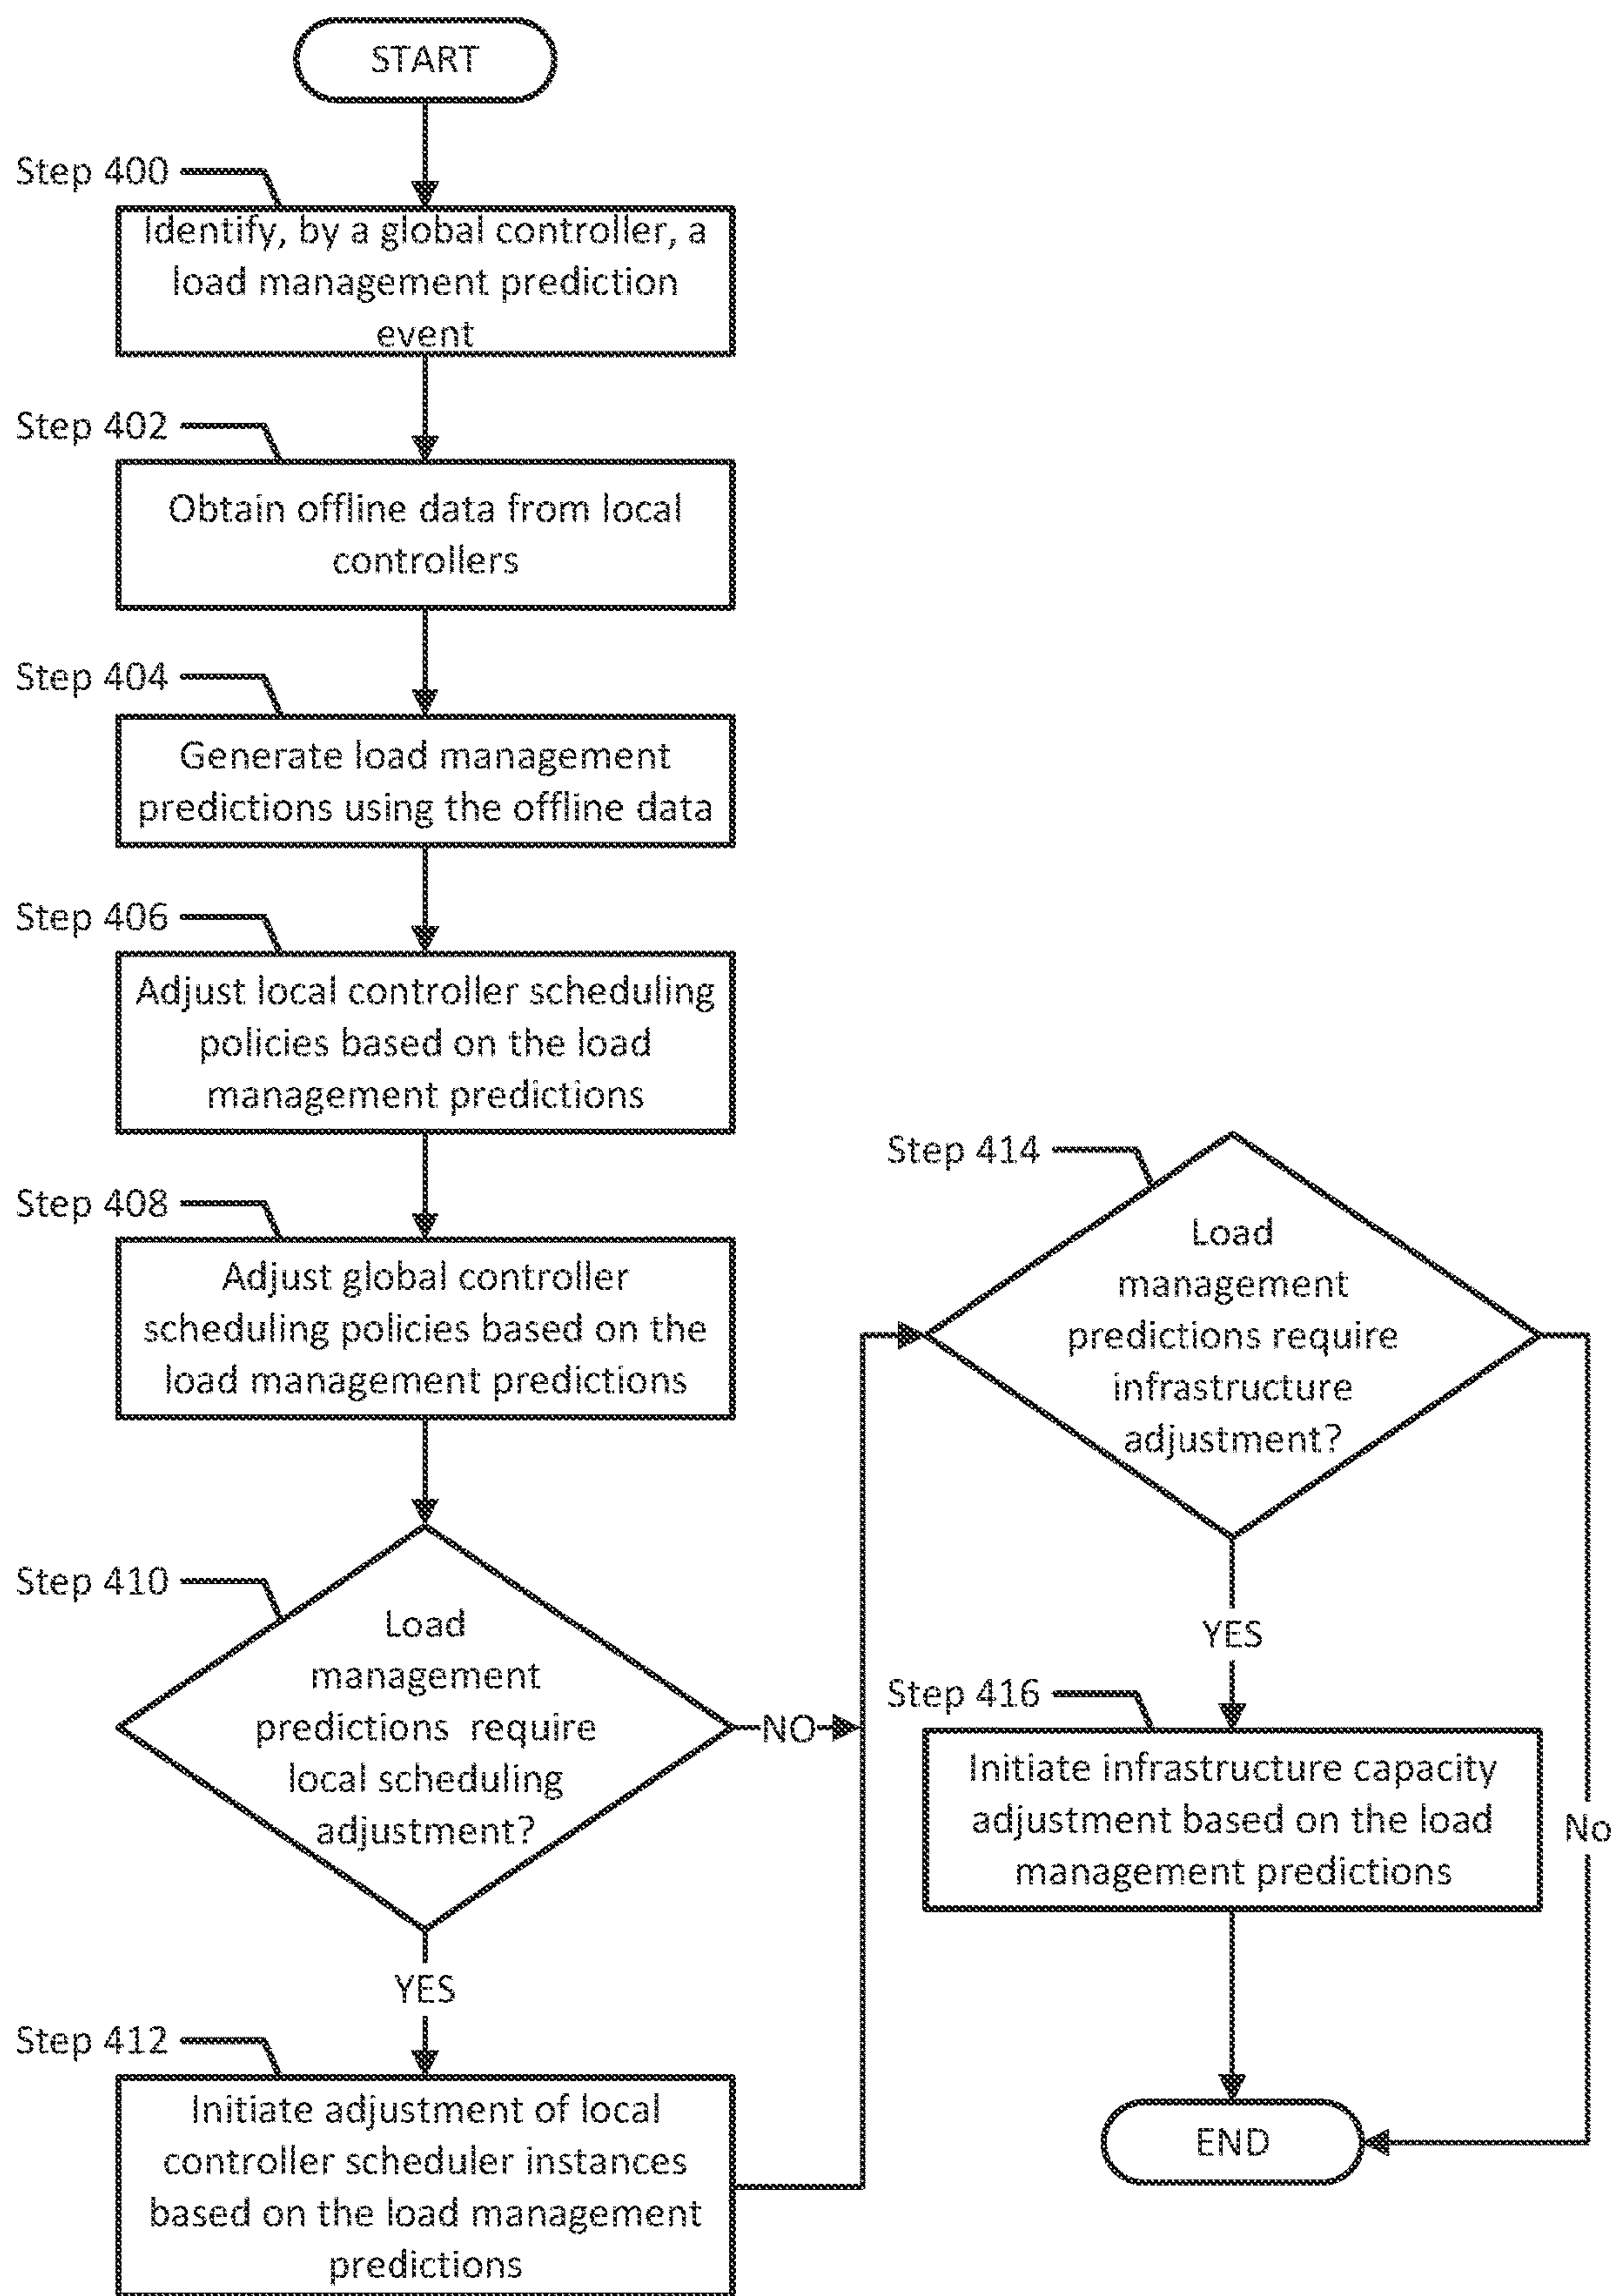 START
Step 400
Identify, by a global controller, a
load management prediction
event
Step 402
Obtain offline data from local
controllers
Step 404
Generate load management
predictions using the offline data
Step 406
Adjust local controller scheduling
policies based on the load
management predictions
Step 408
Adjust global controller
scheduling policies based on the
load management predictions
Step 410
Load
management
predictions require
local scheduling
adjustment?
NO
YES
Step 412
Initiate adjustment of local
controller scheduler instances
based on the load management
predictions
Step 414
Load
management
predictions require
infrastructure
adjustment?
YES
No
Step 416
Initiate infrastructure capacity
adjustment based on the load
management predictions
END